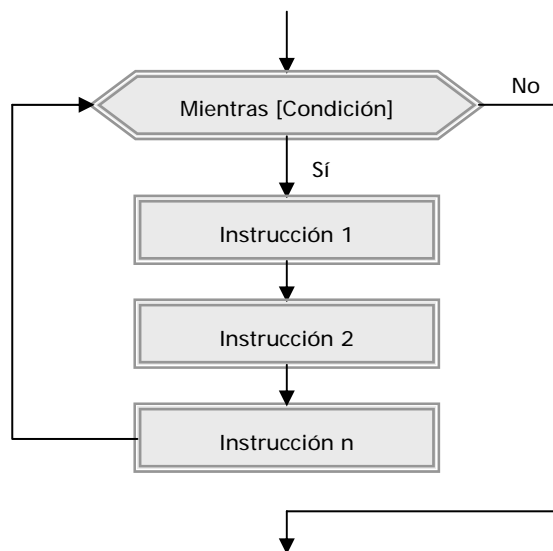 Mientras [Condición]
No
Sí
Instrucción 1
Instrucción 2
Instrucción n